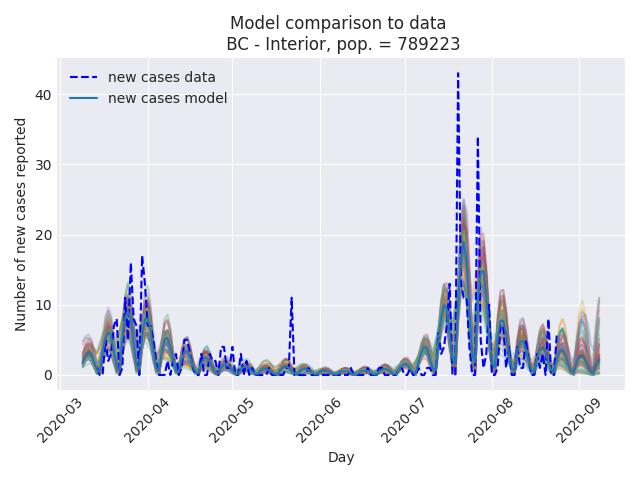 Model comparison to data
BC - Interior, pop. = 789223
new cases data
new cases model
Number of new cases reported
40
30
20
10
0
2020-03
2020-04
2020-05
2020-06
2020-07
2020-08
2020-09
Day